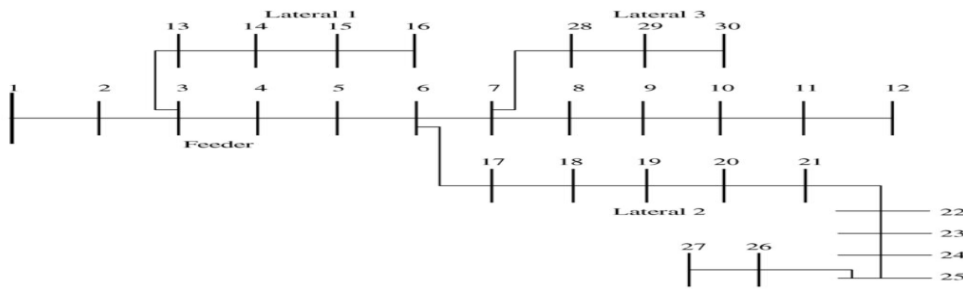 Lateral 1
Lateral 3
13 14 15 16 28 29 30
1 2 3 4 5 6 7 8 9 10 11 12
Feeder
17 18 19 20 21
Lateral 2
22
23
24
27 26 25